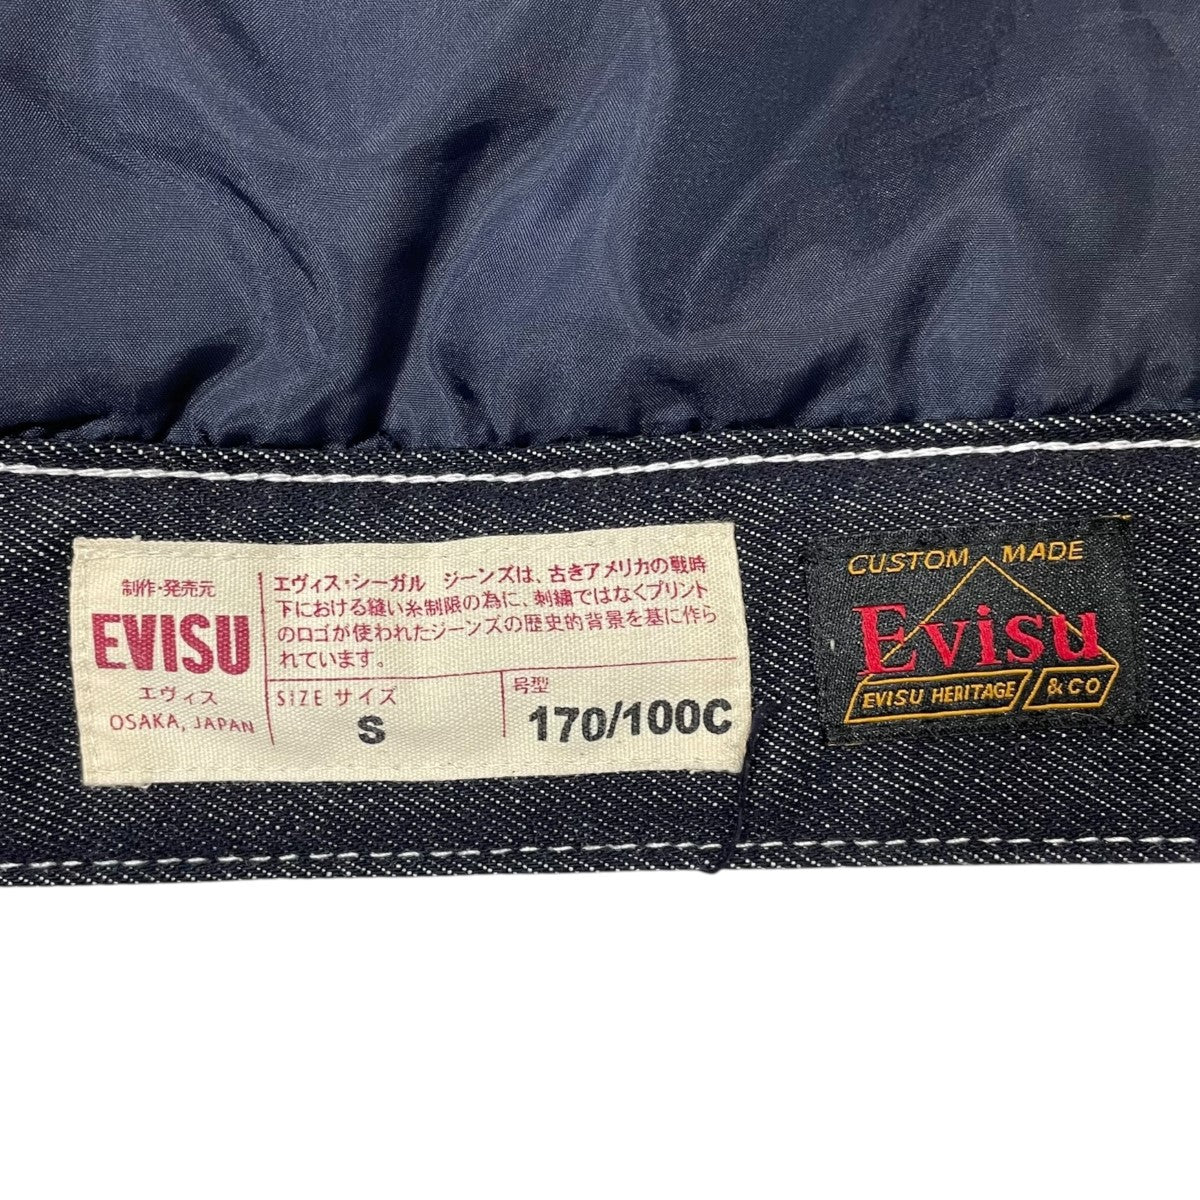 制作・発売元
EVISU
エヴィス
OSAKA, JAPAN
エヴィス・シーガル ジーンズは、古きアメリカの戦時
下における縫い糸制限の為に、刺繍ではなくプリント
のロゴが使われたジーンズの歴史的背景を基に作ら
れています。
SIZE サイズ
S
号型
170/100C
CUSTOM MADE
Evisu
EVISU HERITAGE & CO